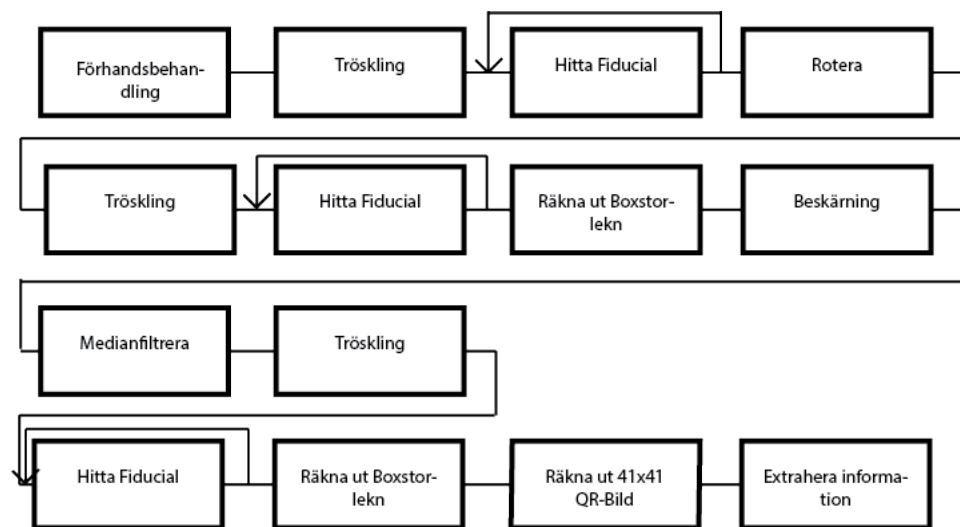 Förhandsbehan-
dling
Tröskling
Hitta Fiducial
Rotera
Tröskling
Hitta Fiducial
Räkna ut Boxstor-
lekn
Beskärning
Medianfiltrera
Tröskling
Hitta Fiducial
Räkna ut Boxstor-
lekn
Räkna ut 41x41
QR-Bild
Extrahera informa-
tion